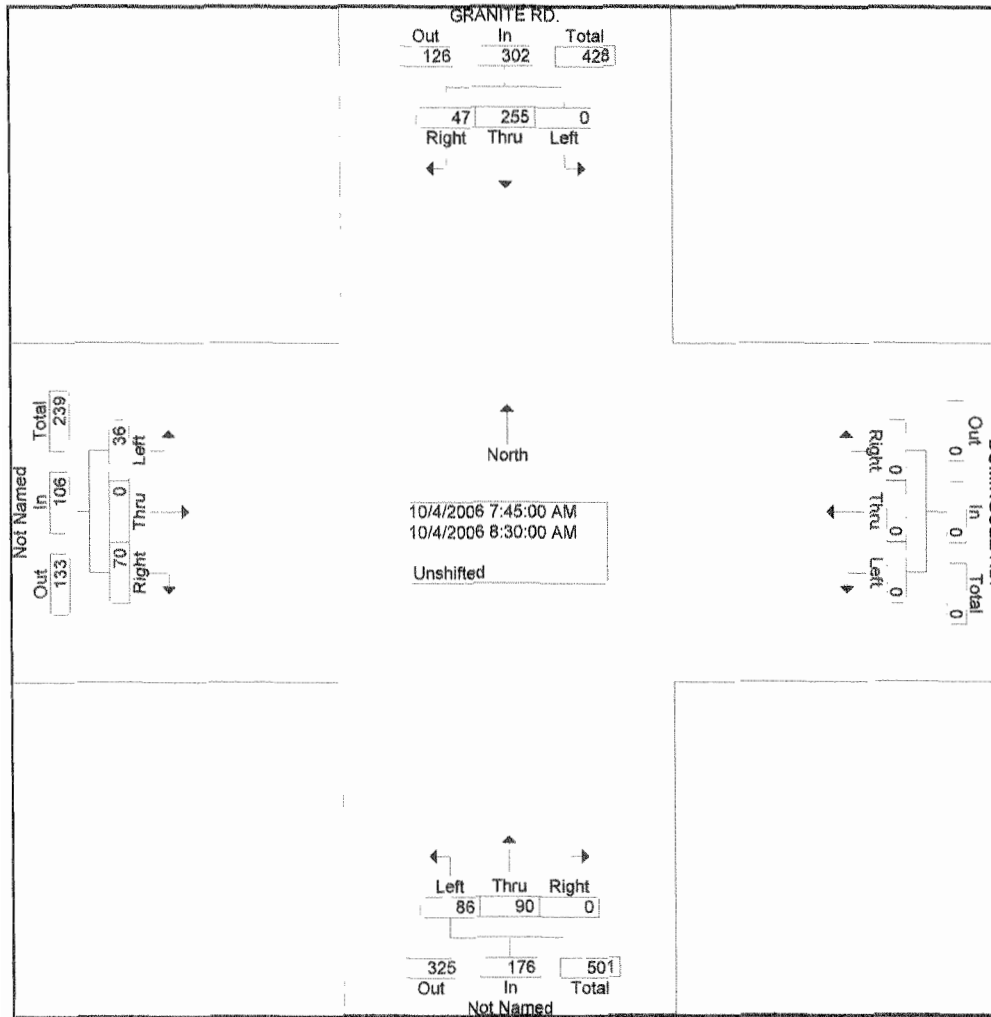 GRANITE RD.
Out In Total
126 302 428
47 255 0
Right Thru Left
Not Named
Total 239
In 106
Out 133
Left 36
Thru 0
Right 70
North
10/4/2006 7:45:00 AM
10/4/2006 8:30:00 AM
Unshifted
Right 0
Thru 0
Left 0
Out 0
In 0
Total 0
Left Thru Right
86 90 0
325 176 501
Out In Total
Not Named